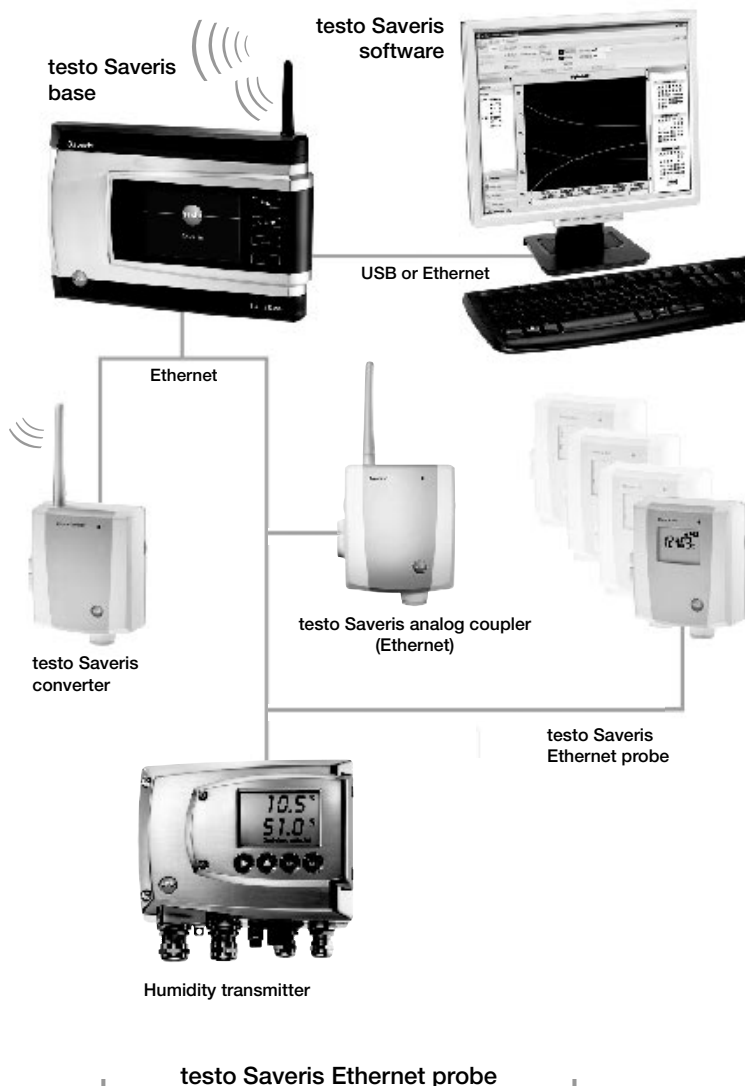 testo Saveris
base
testo Saveris
software
USB or Ethernet
Ethernet
testo Saveris analog coupler
(Ethernet)
testo Saveris
converter
testo Saveris
Ethernet probe
10.5
51.0
Humidity transmitter
testo Saveris Ethernet probe